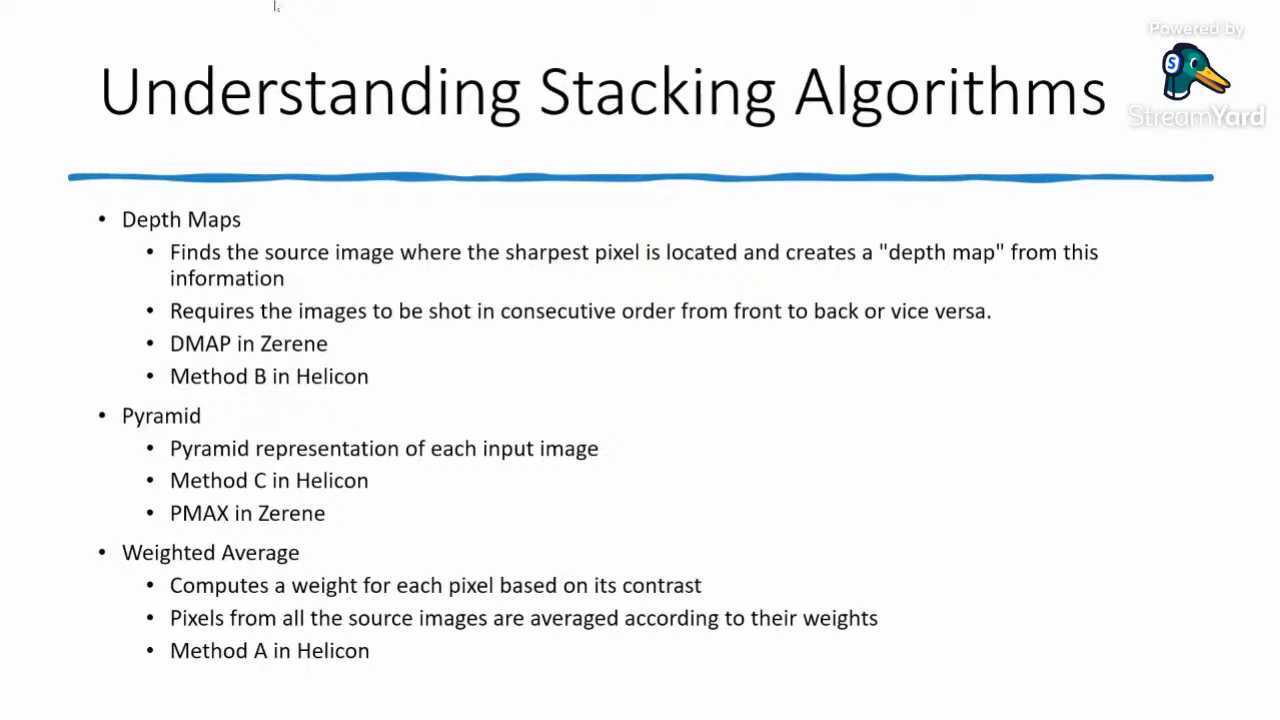 Powered by
Understanding Stacking Algorithms
S
StreamYard
• Depth Maps
• Finds the source image where the sharpest pixel is located and creates a "depth map" from this
information
• Requires the images to be shot in consecutive order from front to back or vice versa.
• DMAP in Zerene
• Method B in Helicon
• Pyramid
• Pyramid representation of each input image
• Method C in Helicon
• PMAX in Zerene
• Weighted Average
• Computes a weight for each pixel based on its contrast
• Pixels from all the source images are averaged according to their weights
• Method A in Helicon